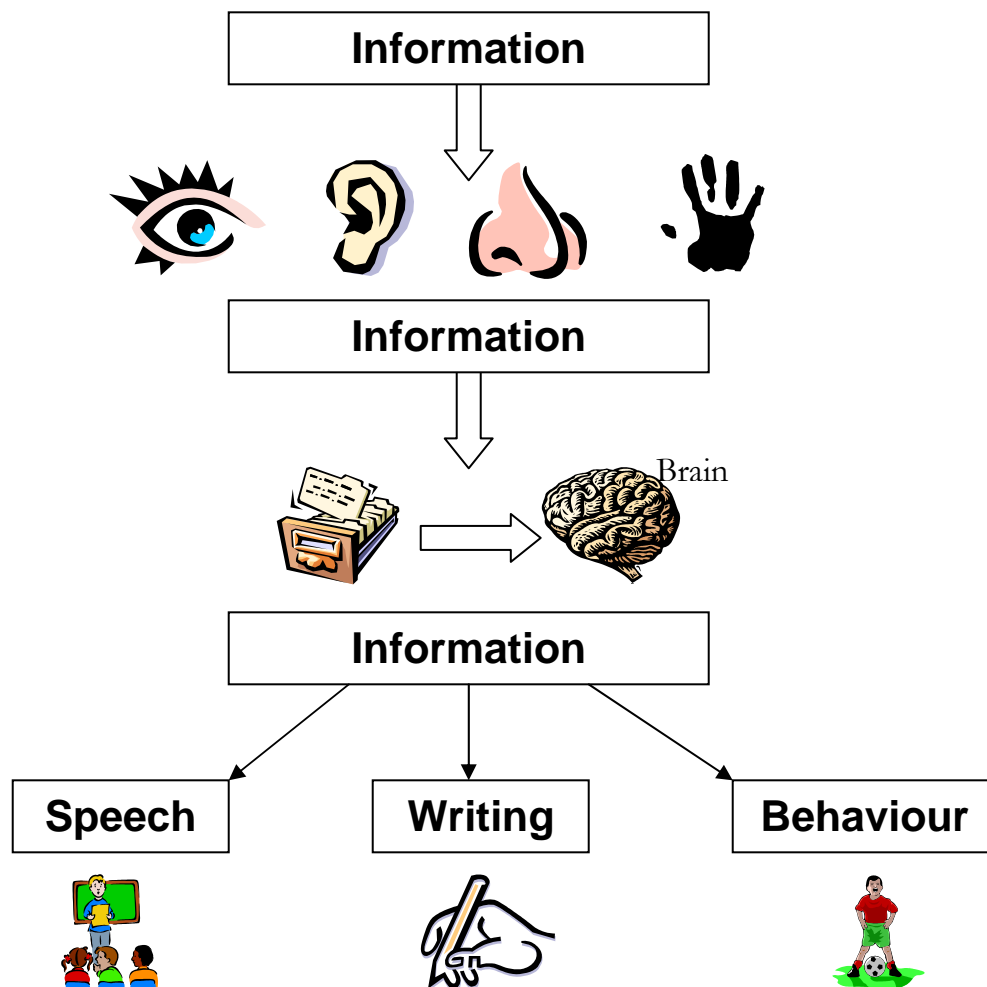 Information
Information
Brain
Information
Speech
Writing
Behaviour